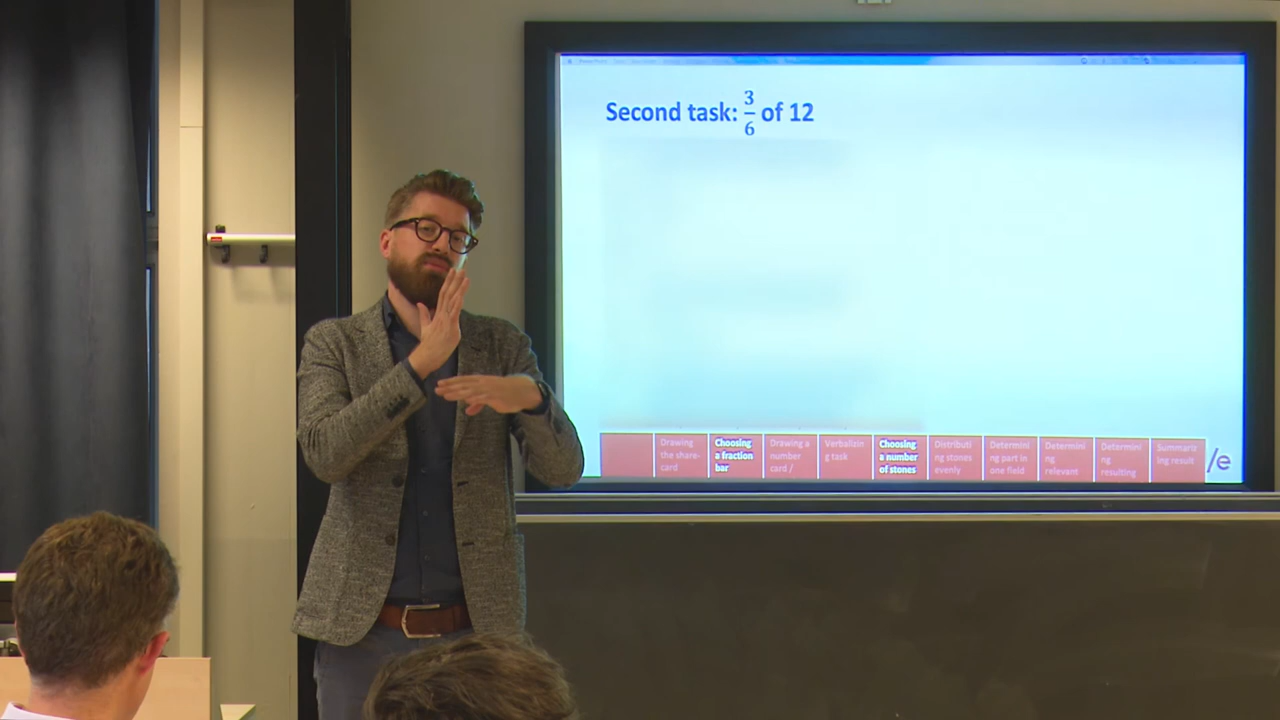 Second task: 3/6 of 12
Drawing the share-card
Choosing a fraction bar
Drawing a number card /
Verbalizin g task
Choosing a number of stones
Distributi ng stones evenly
Determini ng part in one field
Determini ng relevant
Determini ng resulting
Summariz ing result
/e